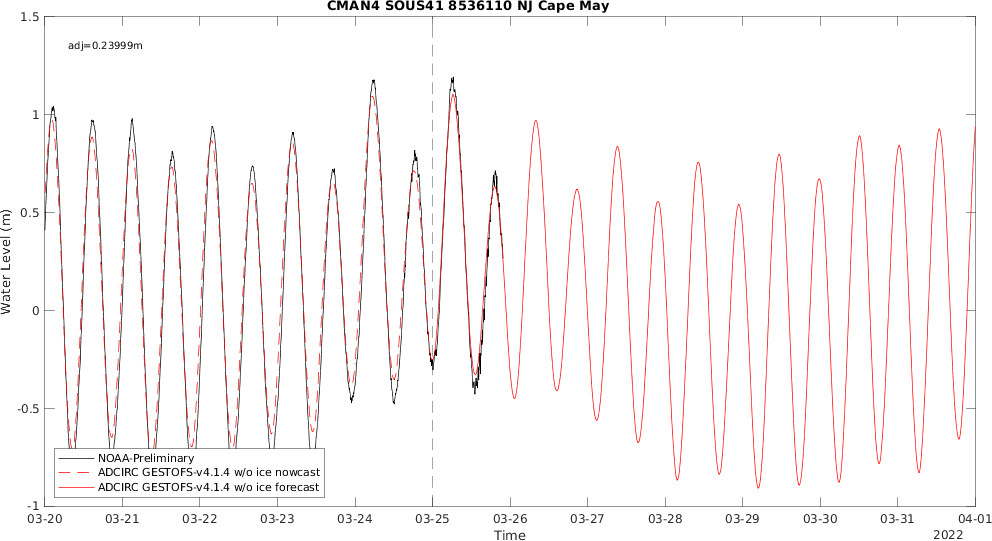 CMAN4 SOUS41 8536110 NJ Cape May
adj=0.23999m
1.5
1
0.5
0
-0.5
-1
Water Level (m)
NOAA-Preliminary
ADCIRC GESTOFS-v4.1.4 w/o ice nowcast
ADCIRC GESTOFS-v4.1.4 w/o ice forecast
03-20 03-21 03-22 03-23 03-24 03-25 03-26 03-27 03-28 03-29 03-30 03-31 04-01
Time
2022